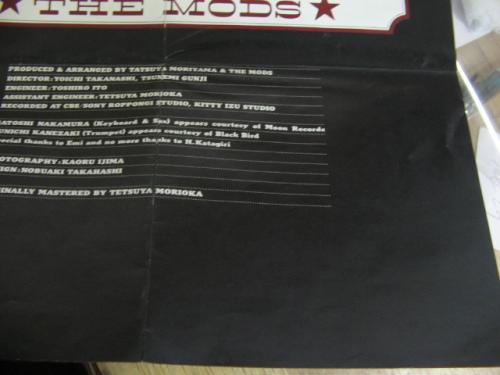 ★THE MODS★
PRODUCED & ARRANGED BY TATSUYA MORIYAMA & THE MODS
DIRECTOR:YOICHI TAKANASHI, TSUNEMI GUNJI
ENGINEER:TOSHIRO ITO
ASSISTANT ENGINEER:TETSUYA MORIOKA
RECORDED AT CBS/SONY ROPPONGI STUDIO, KITTY IZU STUDIO
ATOSHI NAKAMURA (Keyboard & Sax) appears courtesy of Moon Records
UNICHI KANEZAKI (Trumpet) appears courtesy of Black Bird
pecial thanks to Emi and no more thanks to H.Katagiri
OTOGRAPHY:KAORU IJIMA
IGN:NOBUAKI TAKAHASHI
INALLY MASTERED BY TETSUYA MORIOKA